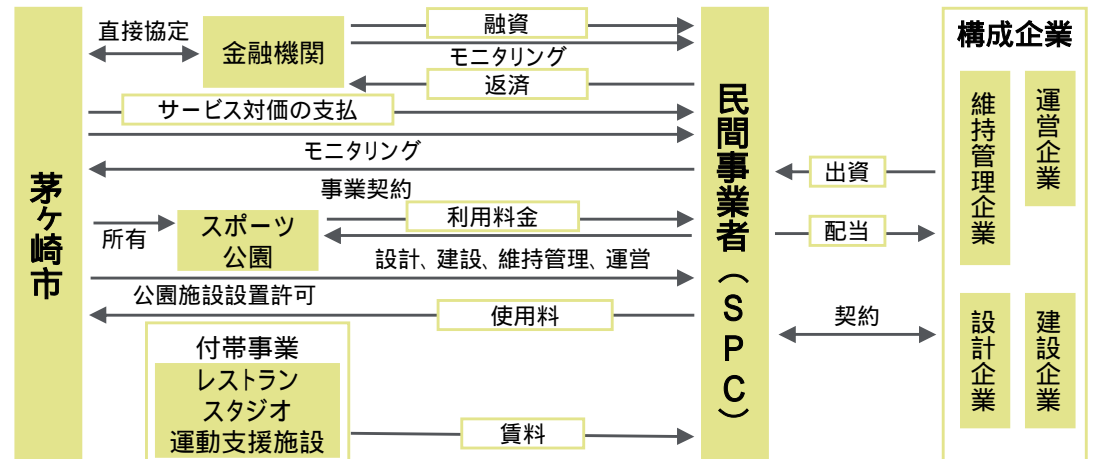 直接協定
金融機関
融資
モニタリング
返済
サービス対価の支払
モニタリング
事業契約
所有
スポーツ
公園
利用料金
設計、建設、維持管理、運営
公園施設設置許可
使用料
付帯事業
レストラン
スタジオ
運動支援施設
賃料
茅ヶ崎市
民間事業者（SPC）
出資
配当
契約
構成企業
維持管理企業
運営企業
設計企業
建設企業